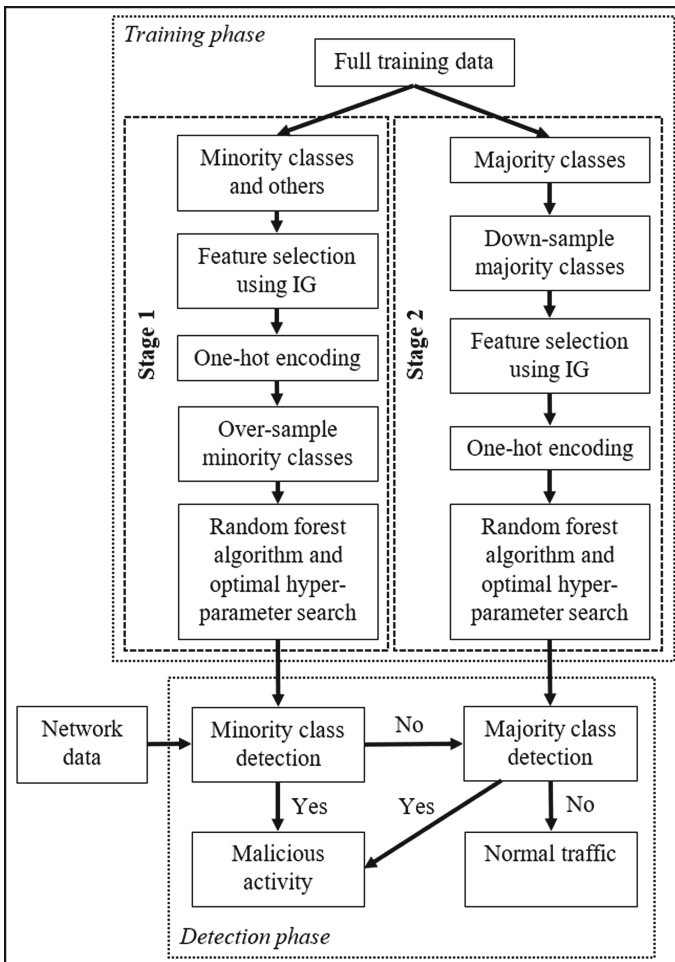 Training phase
Full training data
Stage 1
Minority classes
and others
Feature selection
using IG
One-hot encoding
Over-sample
minority classes
Random forest
algorithm and
optimal hyper-
parameter search
Stage 2
Majority classes
Down-sample
majority classes
Feature selection
using IG
One-hot encoding
Random forest
algorithm and
optimal hyper-
parameter search
Network
data
Minority class
detection
No
Majority class
detection
Yes
Yes
No
Malicious
activity
Normal traffic
Detection phase